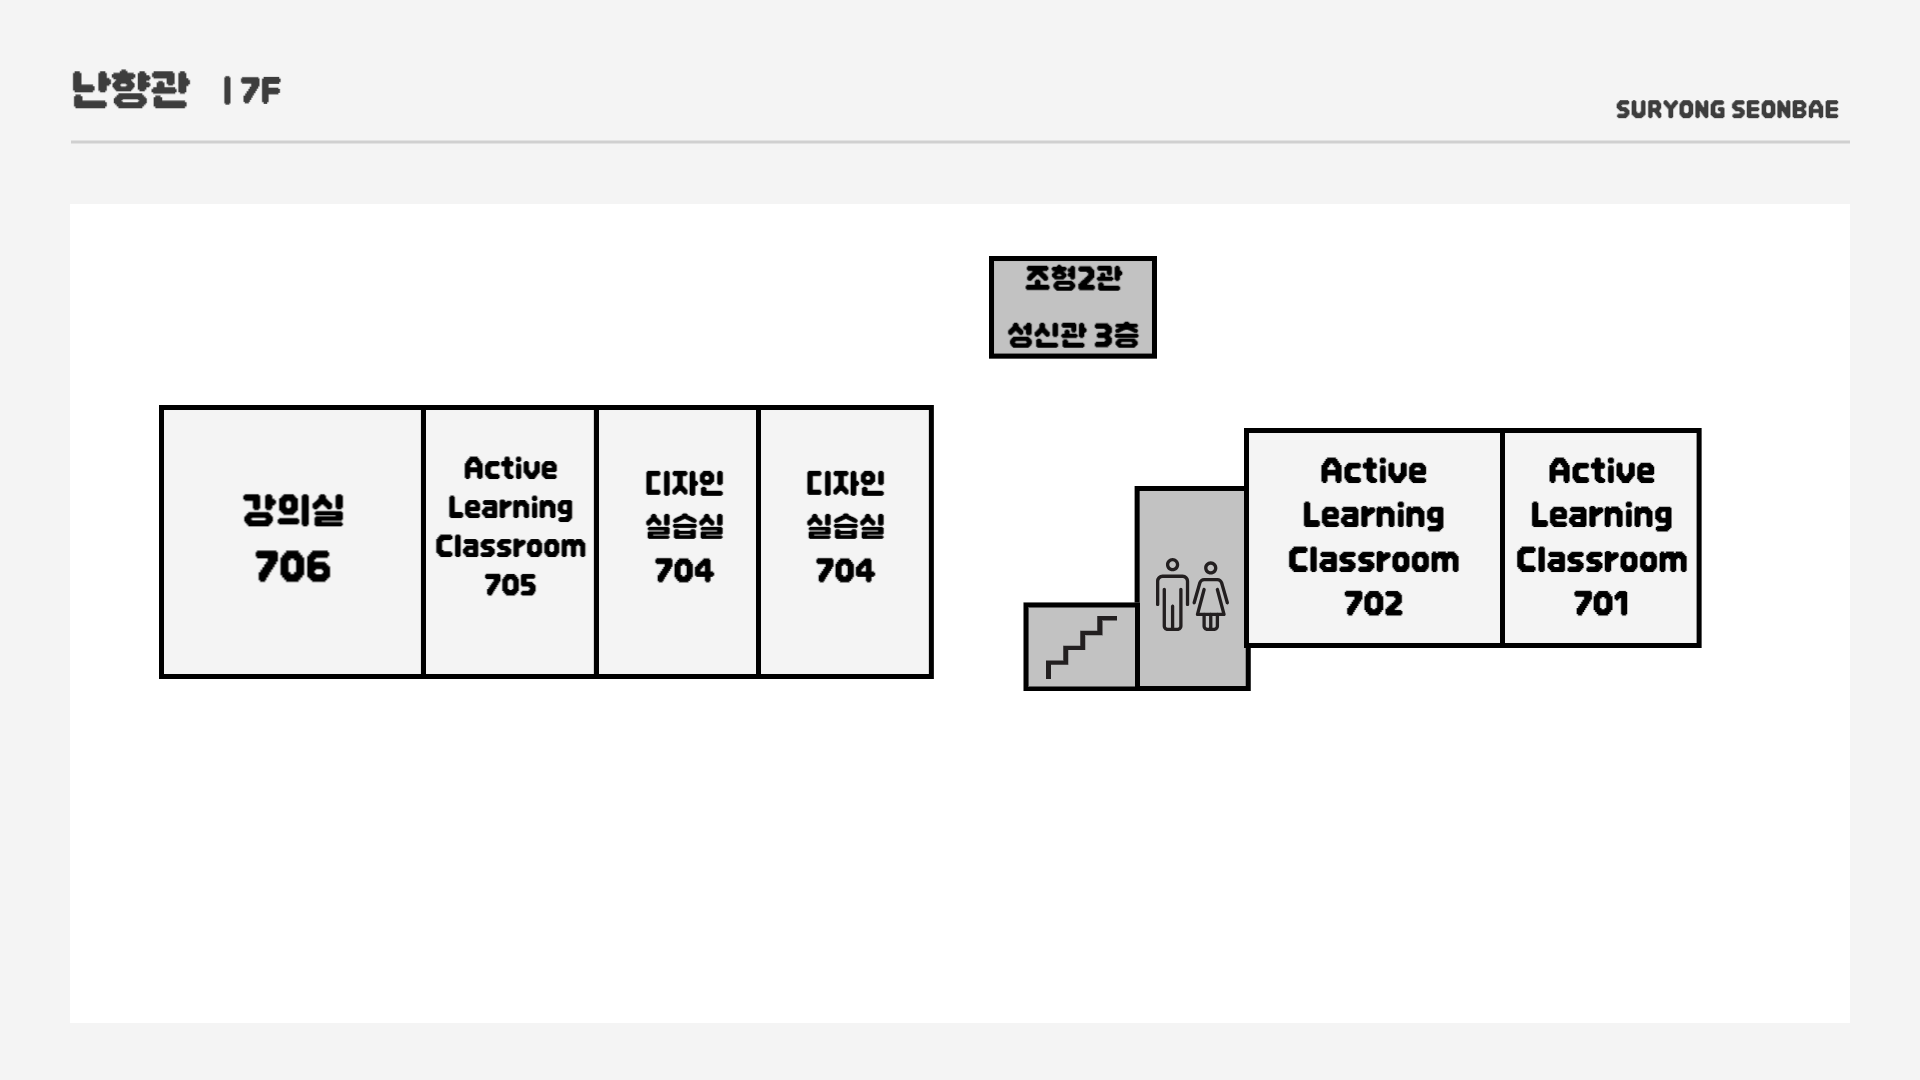 난향관 | 7F
SURYONG SEONBAE
조형2관
성신관 3층
강의실
706
Active
Learning
Classroom
705
디자인
실습실
704
디자인
실습실
704
Active
Learning
Classroom
702
Active
Learning
Classroom
701